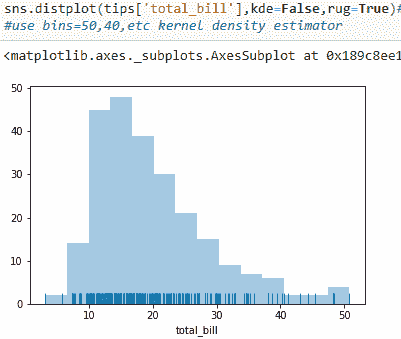 sns.distplot(tips['total_bill'],kde=False,rug=True)#
#use bins=50,40,etc kernel density estimator
<matplotlib.axes._subplots.AxesSubplot at 0x189c8ee1
50
40
30
20
10
0
10 20 30 40 50
total_bill